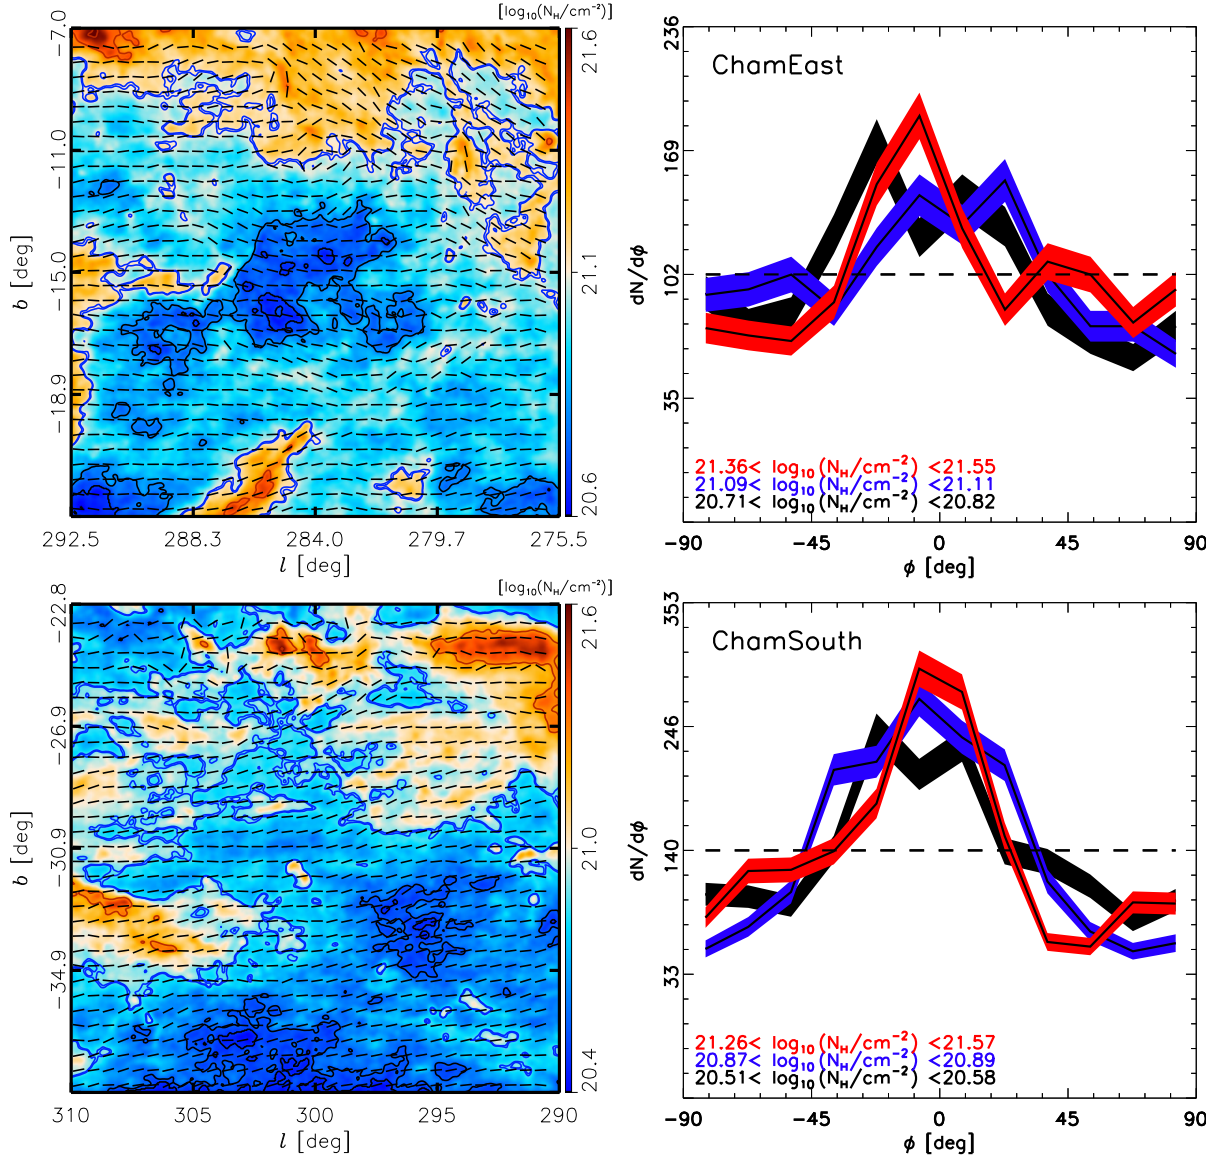 [log₁₀(N_H/cm⁻²)]
−7.0
−11.0
−15.0
−18.9
b [deg]
292.5 288.3 284.0 279.7 275.5
l [deg]
21.6
21.1
20.6
ChamEast
236
169
102
35
dN/dφ
21.36< log₁₀(N_H/cm⁻²) <21.55
21.09< log₁₀(N_H/cm⁻²) <21.11
20.71< log₁₀(N_H/cm⁻²) <20.82
−90 −45 0 45 90
φ [deg]
[log₁₀(N_H/cm⁻²)]
−22.8
−26.9
−30.9
−34.9
b [deg]
310 305 300 295 290
l [deg]
21.6
21.0
20.4
ChamSouth
353
246
140
33
dN/dφ
21.26< log₁₀(N_H/cm⁻²) <21.57
20.87< log₁₀(N_H/cm⁻²) <20.89
20.51< log₁₀(N_H/cm⁻²) <20.58
−90 −45 0 45 90
φ [deg]